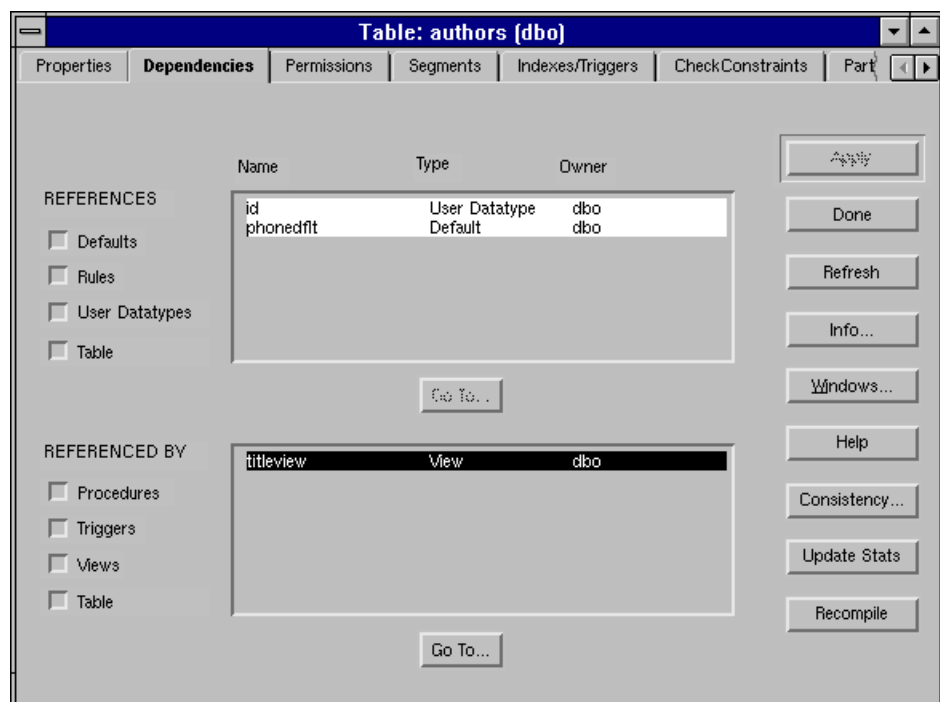 Table: authors (dbo)
Properties Dependencies Permissions Segments Indexes/Triggers CheckConstraints Part
Name Type Owner
REFERENCES
Defaults
Rules
User Datatypes
Table
id User Datatype dbo
phonedflt Default dbo
Go To...
REFERENCED BY
Procedures
Triggers
Views
Table
titleview View dbo
Go To...
Apply
Done
Refresh
Info...
Windows...
Help
Consistency...
Update Stats
Recompile